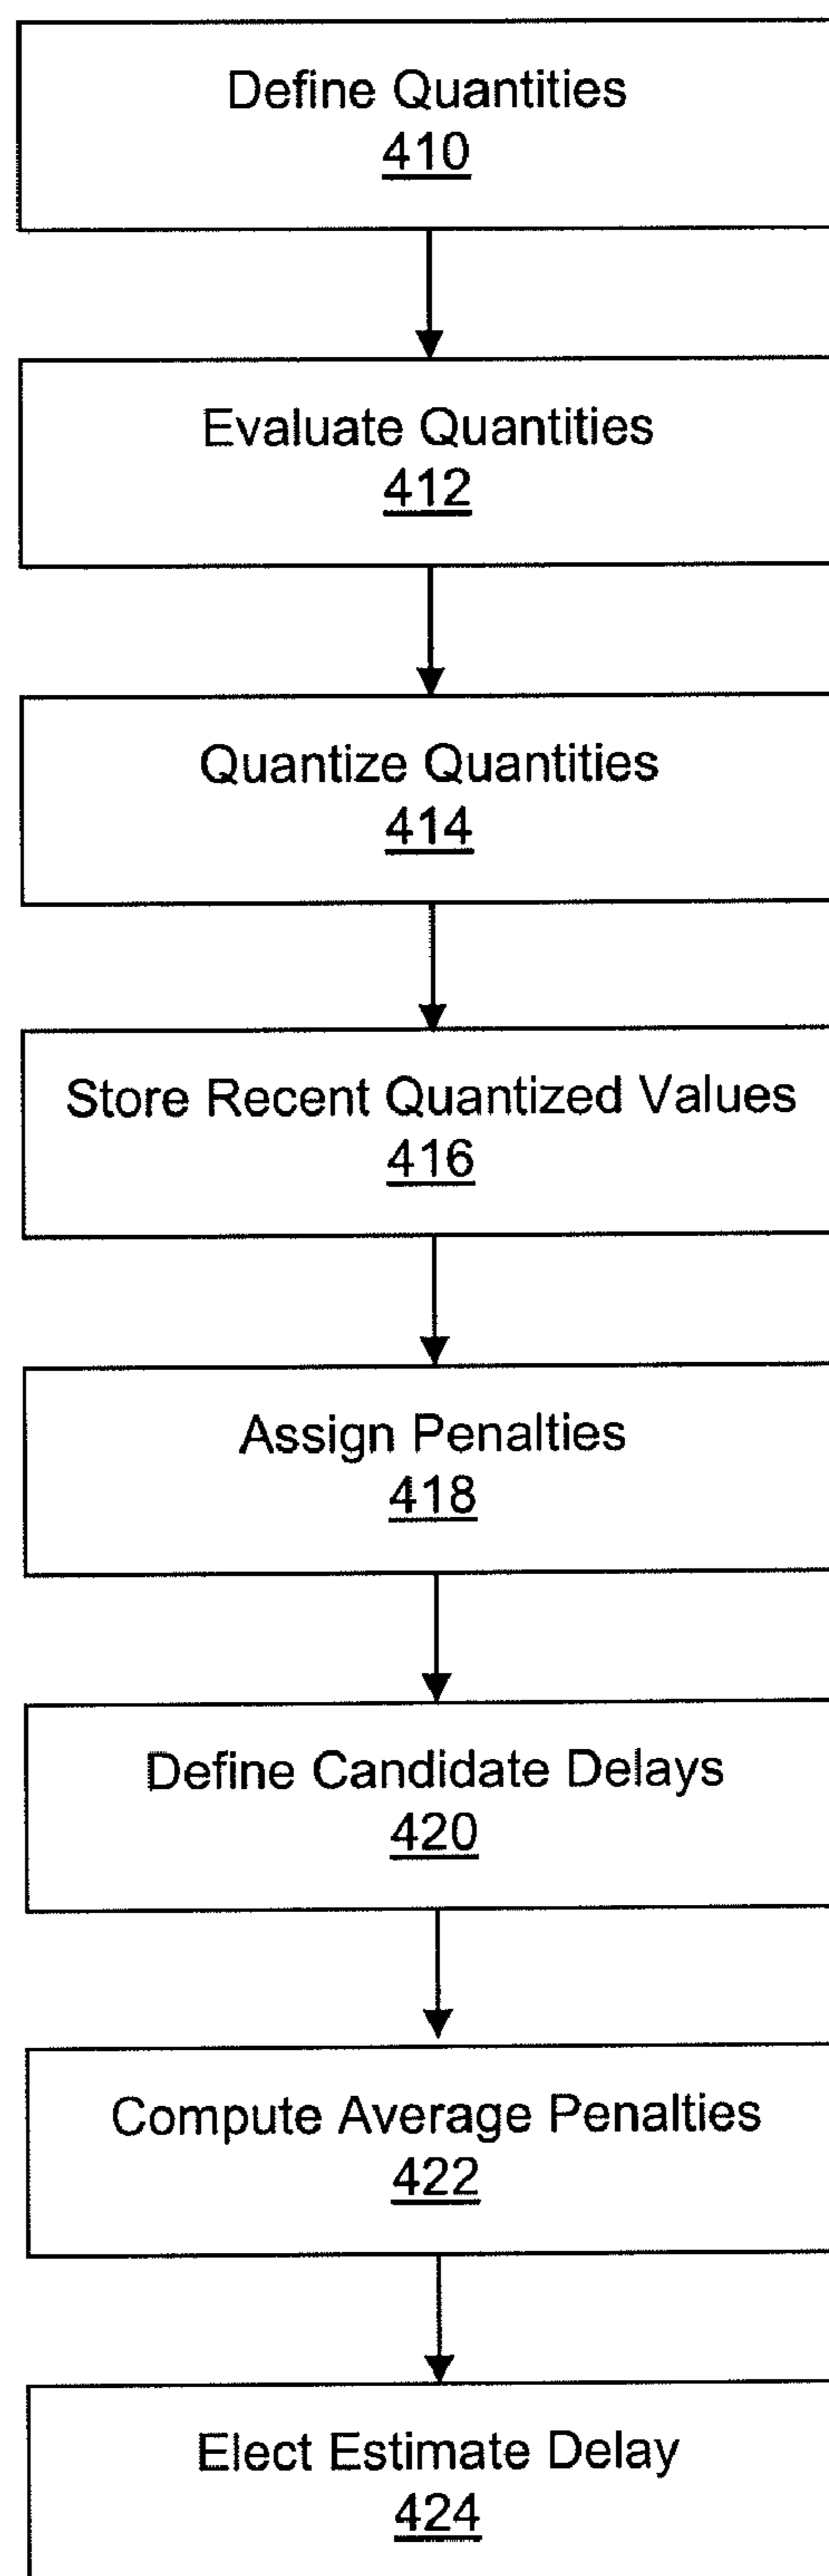 Define Quantities
410
Evaluate Quantities
412
Quantize Quantities
414
Store Recent Quantized Values
416
Assign Penalties
418
Define Candidate Delays
420
Compute Average Penalties
422
Elect Estimate Delay
424